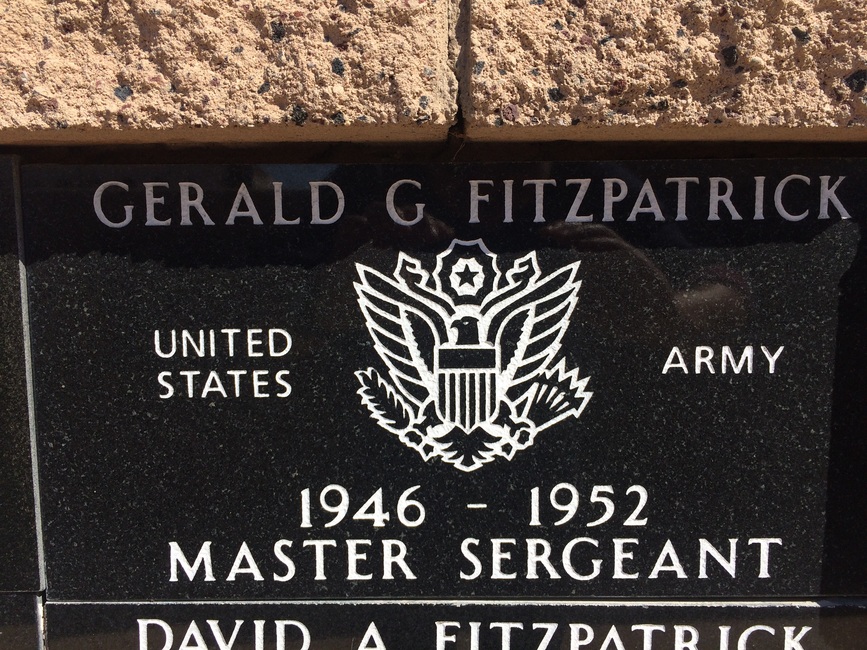 GERALD G FITZPATRICK
UNITED
STATES
ARMY
1946 - 1952
MASTER SERGEANT
DAVID A FITZPATRICK